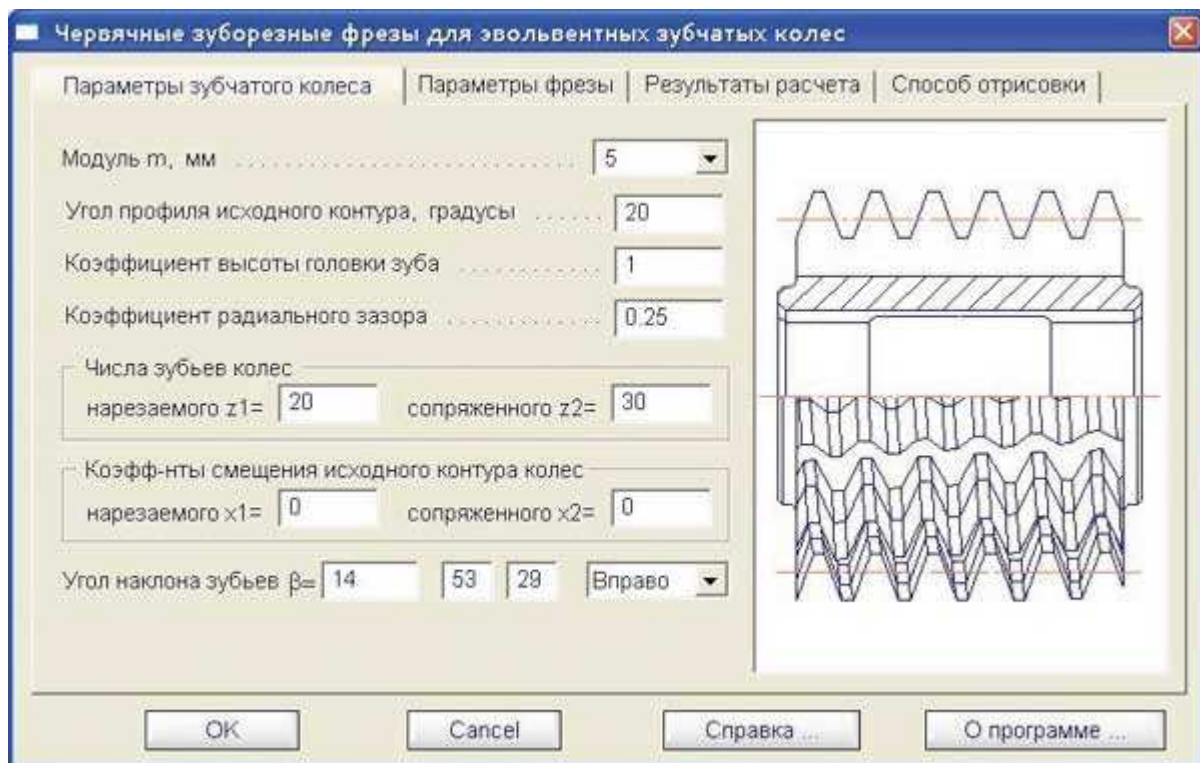 Червячные зуборезные фрезы для эвольвентных зубчатых колес
Параметры зубчатого колеса Параметры фрезы Результаты расчета Способ отрисовки
Модуль m, мм 5
Угол профиля исходного контура, градусы 20
Коэффициент высоты головки зуба 1
Коэффициент радиального зазора 0.25
Числа зубьев колес
нарезаемого z1= 20 сопряженного z2= 30
Коэфф-нты смещения исходного контура колес
нарезаемого x1= 0 сопряженного x2= 0
Угол наклона зубьев β= 14 53 29 Вправо
OK Cancel Справка ... О программе ...